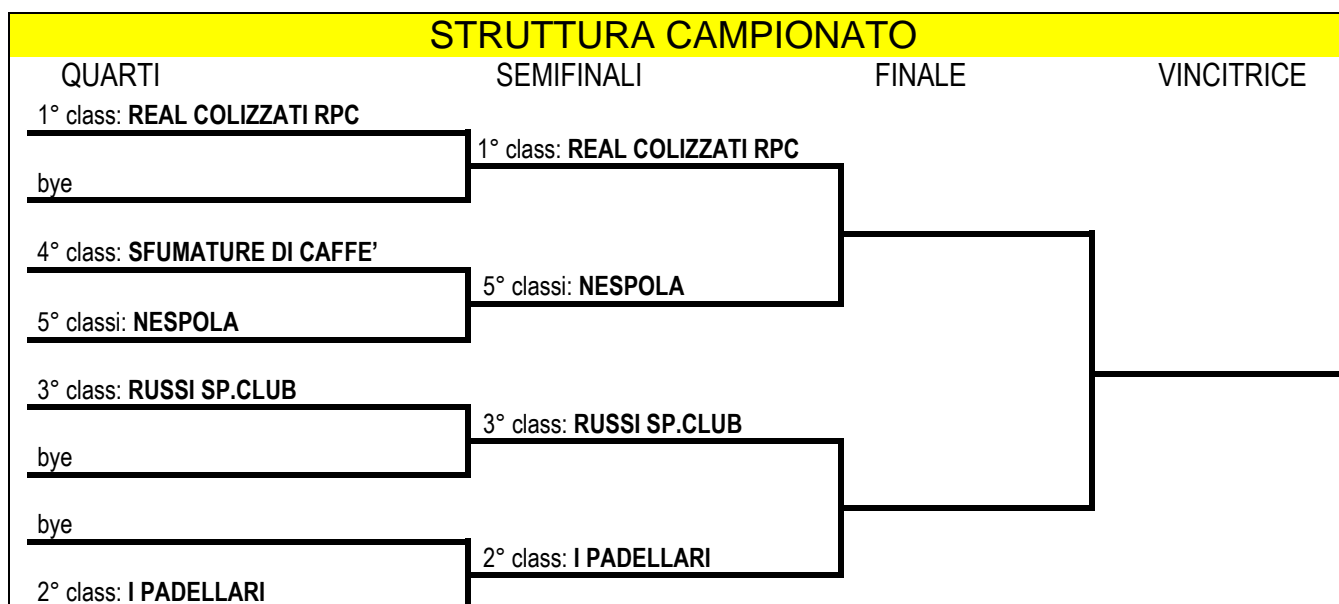 STRUTTURA CAMPIONATO
QUARTI SEMIFINALI FINALE VINCITRICE
1° class: REAL COLIZZATI RPC
1° class: REAL COLIZZATI RPC
bye
4° class: SFUMATURE DI CAFFE’
5° classi: NESPOLA
5° classi: NESPOLA
3° class: RUSSI SP.CLUB
3° class: RUSSI SP.CLUB
bye
bye
2° class: I PADELLARI
2° class: I PADELLARI